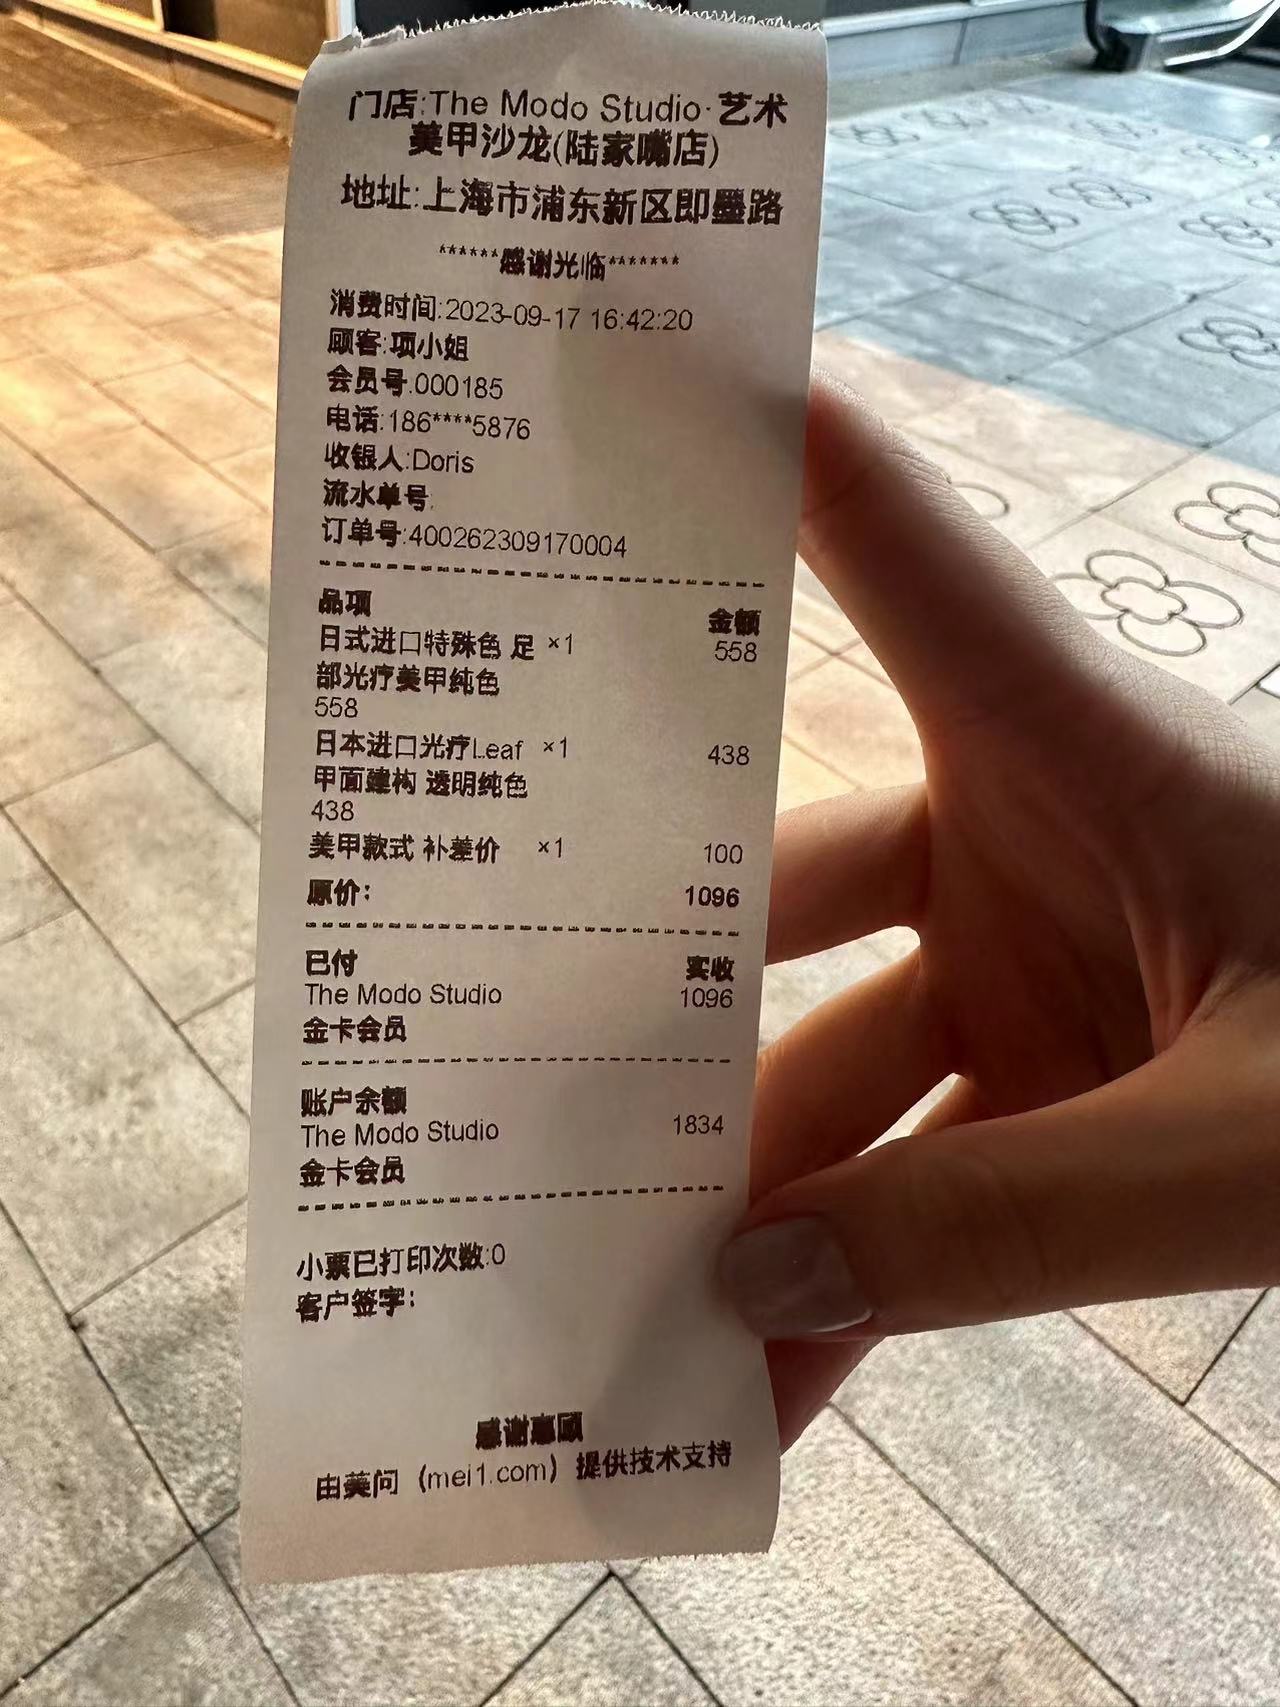 门店:The Modo Studio·艺术
美甲沙龙(陆家嘴店)
地址:上海市浦东新区即墨路
******感谢光临*******
消费时间:2023-09-17 16:42:20
顾客:项小姐
会员号:000185
电话:186****5876
收银人:Doris
流水单号:
订单号:400262309170004
品项 金额
日式进口特殊色 足 ×1 558
部光疗美甲纯色
558
日本进口光疗Leaf ×1 438
甲面建构 透明纯色
438
美甲款式 补差价 ×1 100
原价: 1096
已付 实收
The Modo Studio 1096
金卡会员
账户余额
The Modo Studio 1834
金卡会员
小票已打印次数:0
客户签字:
感谢惠顾
由美问（mei1.com）提供技术支持